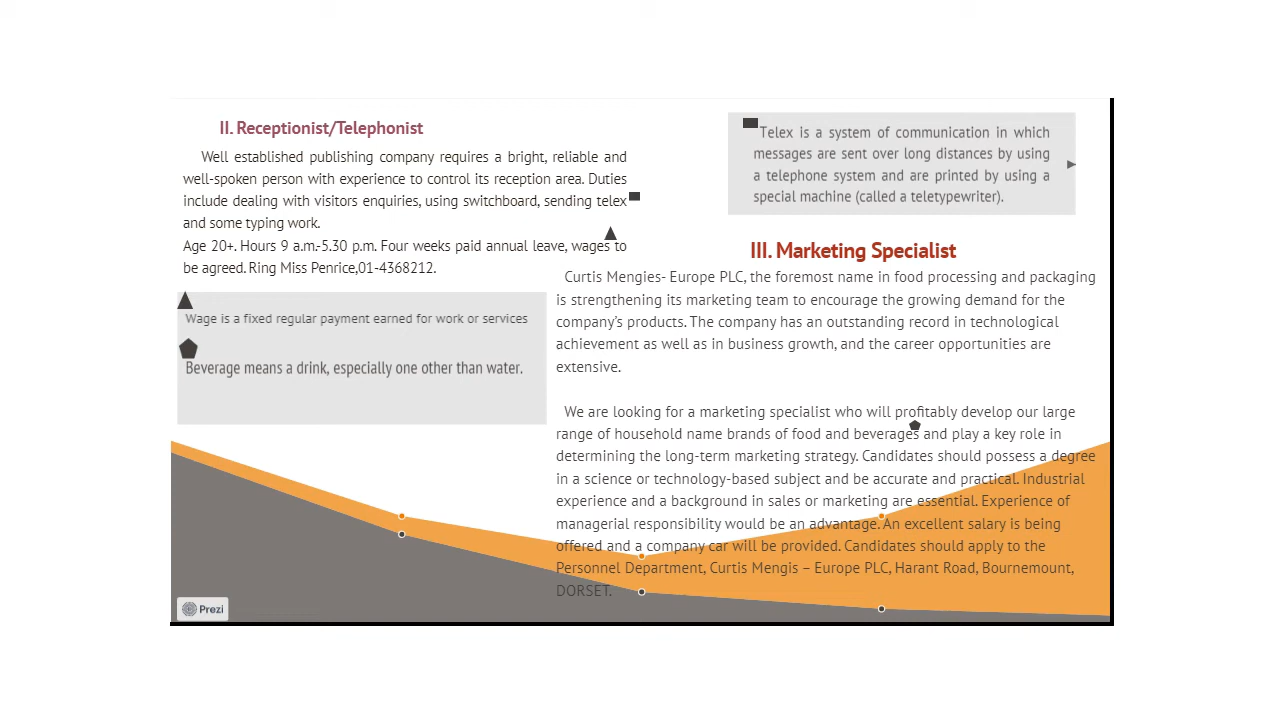 II. Receptionist/Telephonist
Well established publishing company requires a bright, reliable and
well-spoken person with experience to control its reception area. Duties
include dealing with visitors enquiries, using switchboard, sending telex
and some typing work.
Age 20+. Hours 9 a.m.-5.30 p.m. Four weeks paid annual leave, wages to
be agreed. Ring Miss Penrice,01-4368212.
Wage is a fixed regular payment earned for work or services
Beverage means a drink, especially one other than water.
Telex is a system of communication in which
messages are sent over long distances by using
a telephone system and are printed by using a
special machine (called a teletypewriter).
III. Marketing Specialist
Curtis Mengies- Europe PLC, the foremost name in food processing and packaging
is strengthening its marketing team to encourage the growing demand for the
company's products. The company has an outstanding record in technological
achievement as well as in business growth, and the career opportunities are
extensive.
We are looking for a marketing specialist who will profitably develop our large
range of household name brands of food and beverages and play a key role in
determining the long-term marketing strategy. Candidates should possess a degree
in a science or technology-based subject and be accurate and practical. Industrial
experience and a background in sales or marketing are essential. Experience of
managerial responsibility would be an advantage. An excellent salary is being
offered and a company car will be provided. Candidates should apply to the
Personnel Department, Curtis Mengis – Europe PLC, Harant Road, Bournemount,
DORSET.
Prezi